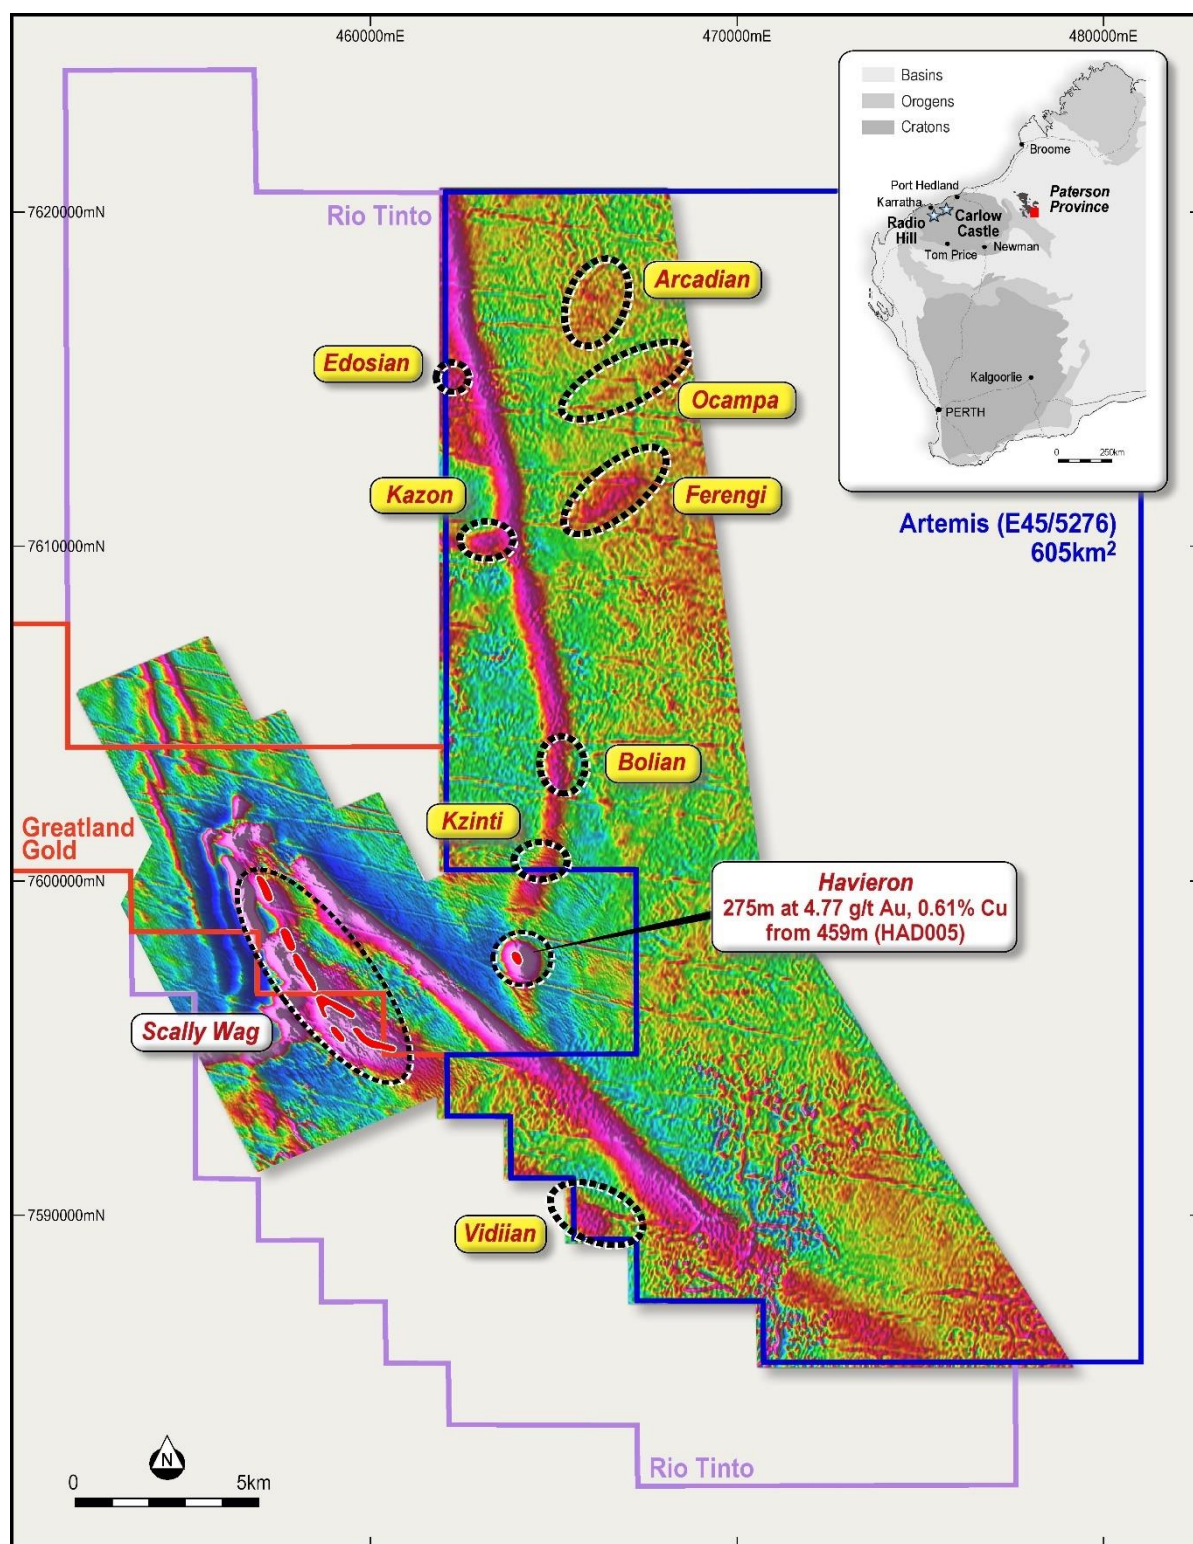 460000mE
470000mE
480000mE
Basins
Orogens
Cratons
Broome
Port Hedland
Karratha
Paterson
Province
Radio
Hill
Carlow
Castle
Tom Price
Newman
Kalgoorlie
PERTH
0
250km
7620000mN
Rio Tinto
Arcadian
Edosian
Ocampa
Kazon
Ferengi
Artemis (E45/5276)
605km²
7610000mN
Bolian
Kzinti
Greatland
Gold
7600000mN
Havieron
275m at 4.77 g/t Au, 0.61% Cu
from 459m (HAD005)
Scally Wag
7590000mN
Vidiian
N
0
5km
Rio Tinto